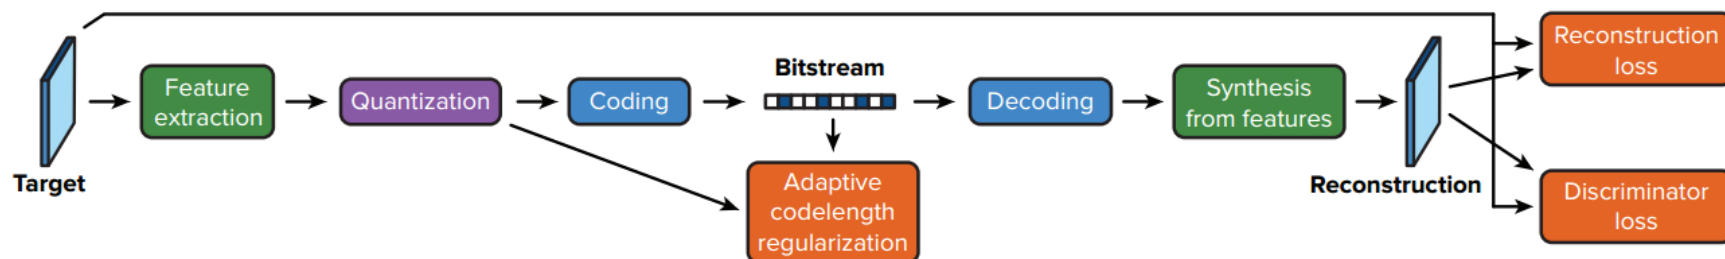 Target
Feature
extraction
Quantization
Coding
Bitstream
Adaptive
codelength
regularization
Decoding
Synthesis
from features
Reconstruction
Reconstruction
loss
Discriminator
loss